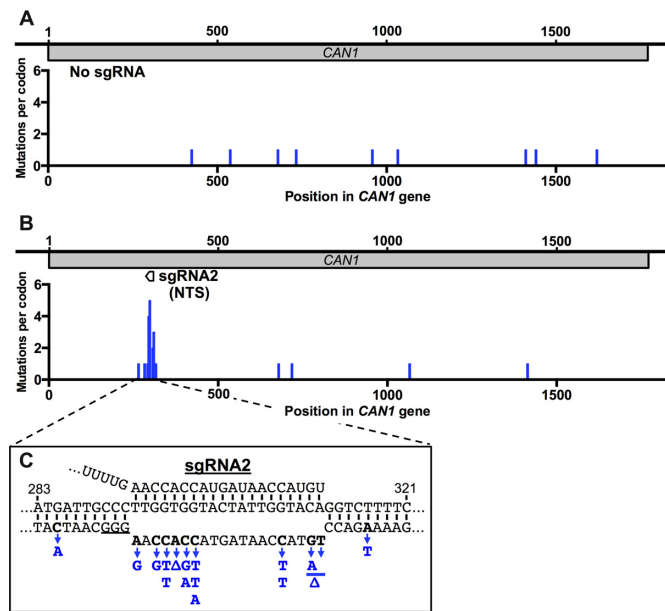 A
1 500 1000 1500
CAN1
No sgRNA
Mutations per codon
6
4
2
0
0 500 1000 1500
Position in CAN1 gene
B
1 500 1000 1500
CAN1
sgRNA2
(NTS)
Mutations per codon
6
4
2
0
0 500 1000 1500
Position in CAN1 gene
C
sgRNA2
...UUUUG AACCACCAUGAUAACCAUGU
283 321
...ATGATTGCCCTTGGTGGTACTATTGGTACAGGTCTTTTC...
...TACTAACGGG CCAGAAAAG...
AACCACCATGATAACCATGT
A G GTΔGT T A T
T AT T Δ
A